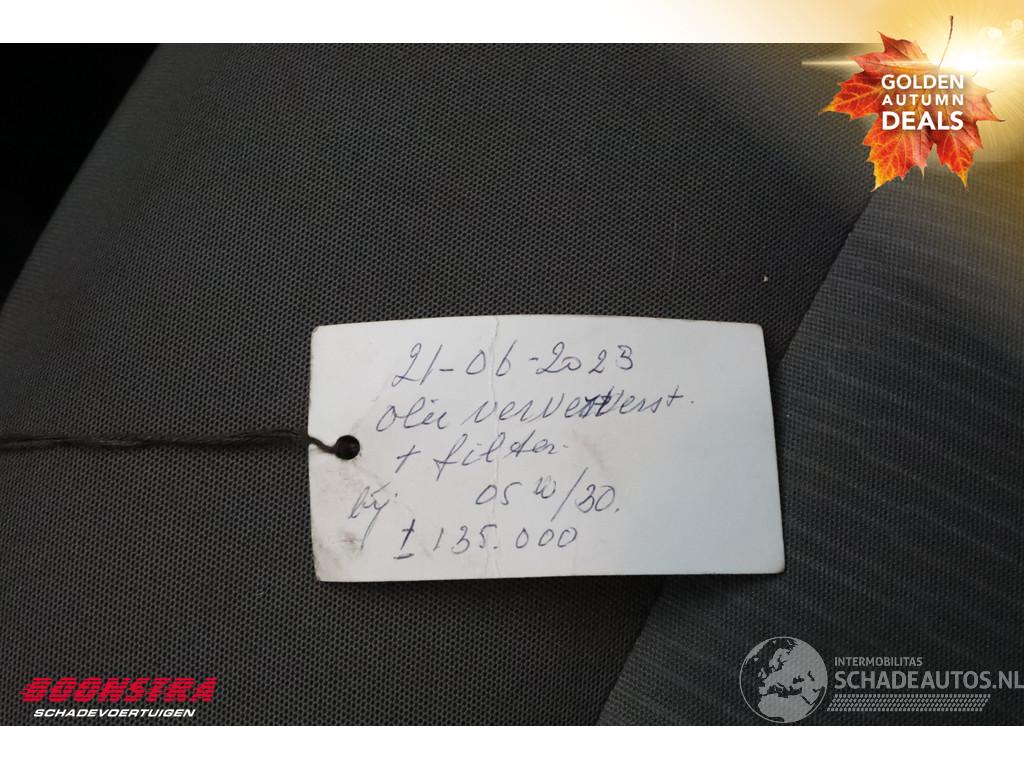 GOLDEN
AUTUMN
DEALS
21-06-2023
olie ververst.
+ filter.
bij. 05 W/30.
± 135.000
BOONSTRA
SCHADEVOERTUIGEN
INTERMOBILITAS
SCHADEAUTOS.NL